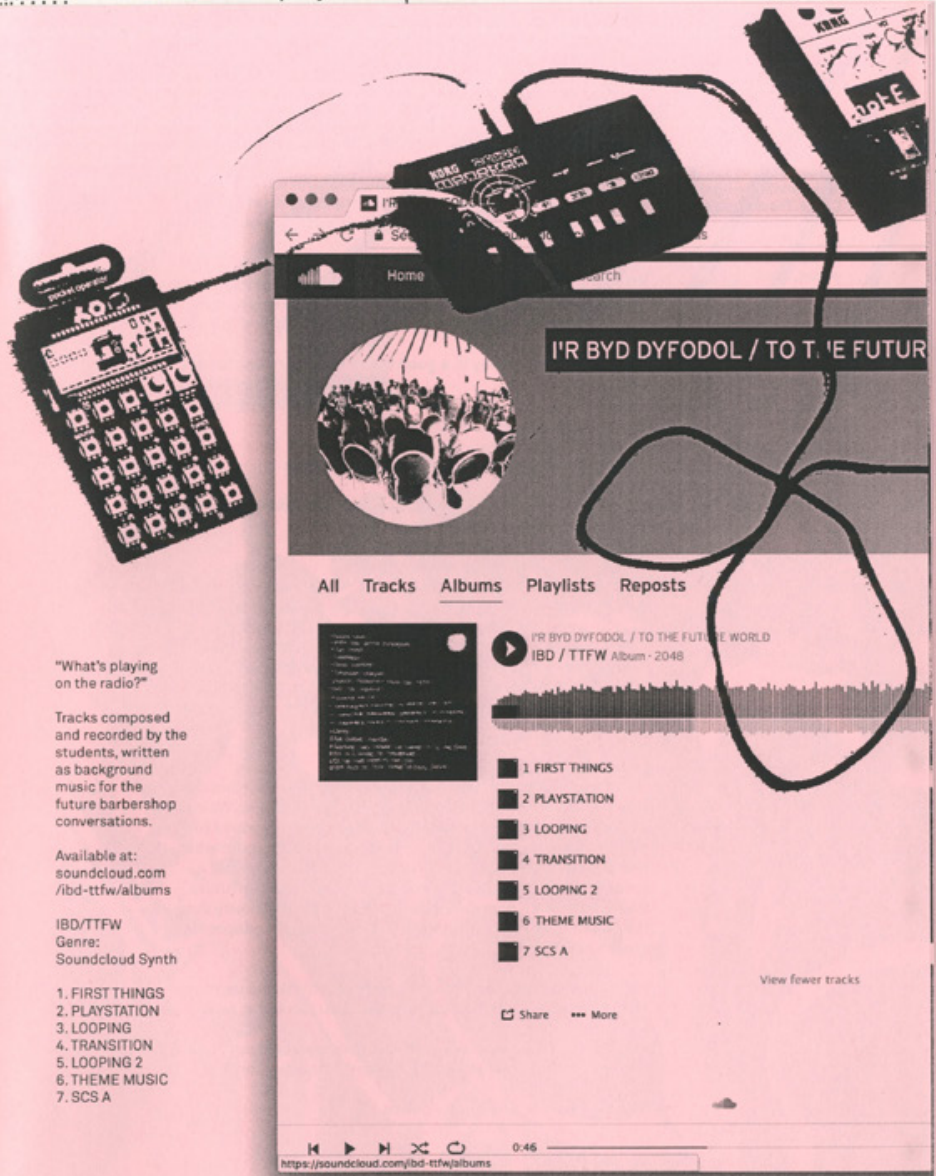 KORG
notE
KORG
monotron
pocket operator
Home
earch
I'R BYD DYFODOL / TO T E FUTUR
All Tracks Albums Playlists Reposts
I'R BYD DYFODOL / TO THE FUTURE WORLD
IBD / TTFW Album - 2048
1 FIRST THINGS
2 PLAYSTATION
3 LOOPING
4 TRANSITION
5 LOOPING 2
6 THEME MUSIC
7 SCS A
View fewer tracks
Share ••• More
0:46
https://soundcloud.com/ibd-ttfw/albums
"What's playing
on the radio?"
Tracks composed
and recorded by the
students, written
as background
music for the
future barbershop
conversations.
Available at:
soundcloud.com
/ibd-ttfw/albums
IBD/TTFW
Genre:
Soundcloud Synth
1. FIRST THINGS
2. PLAYSTATION
3. LOOPING
4. TRANSITION
5. LOOPING 2
6. THEME MUSIC
7. SCS A